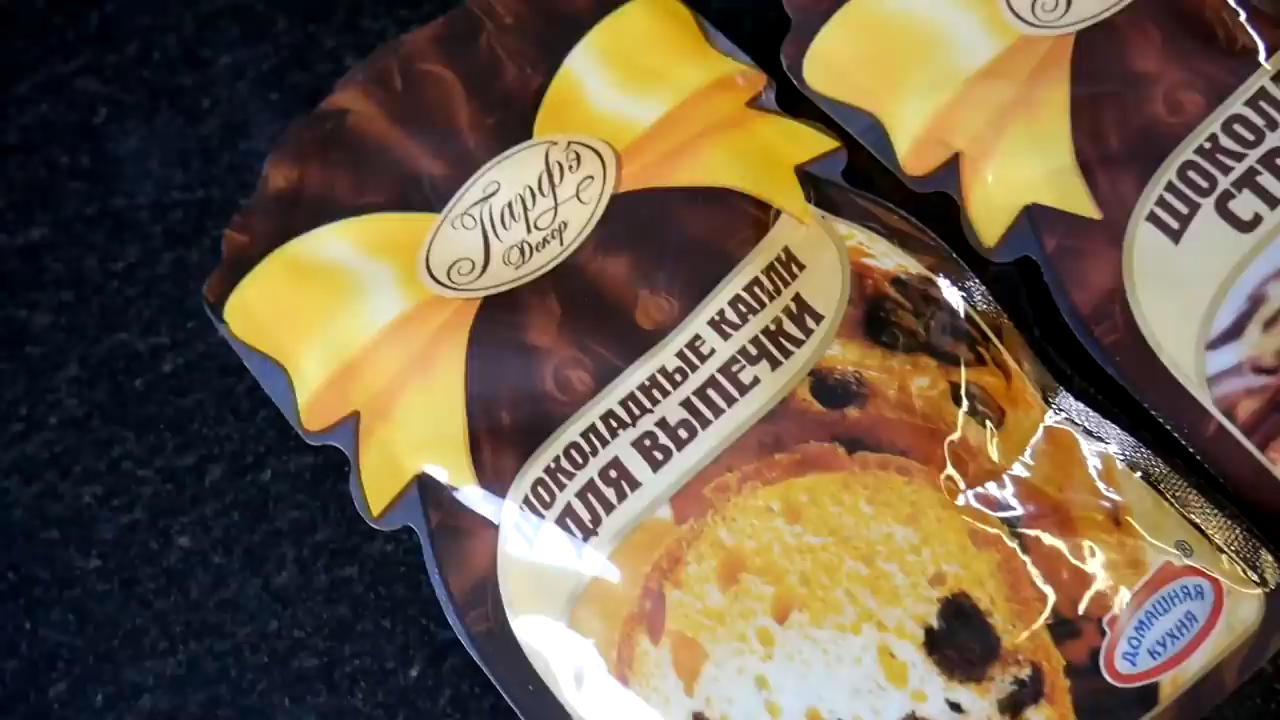 Парфэ
Декор
ШОКОЛАДНЫЕ КАПЛИ
ДЛЯ ВЫПЕЧКИ
®
ДОМАШНЯЯ
КУХНЯ